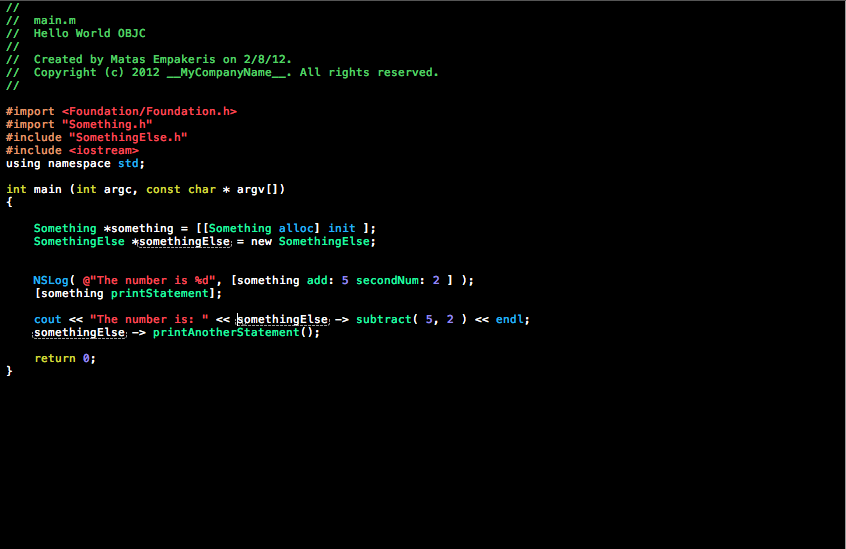 //
//  main.m
//  Hello World OBJC
//
//  Created by Matas Empakeris on 2/8/12.
//  Copyright (c) 2012 __MyCompanyName__. All rights reserved.
//
#import <Foundation/Foundation.h>
#import "Something.h"
#include "SomethingElse.h"
#include <iostream>
using namespace std;
int main (int argc, const char * argv[])
{
    Something *something = [[Something alloc] init ];
    SomethingElse *somethingElse = new SomethingElse;
    NSLog( @"The number is %d", [something add: 5 secondNum: 2 ] );
    [something printStatement];
    cout << "The number is: " << somethingElse -> subtract( 5, 2 ) << endl;
    somethingElse -> printAnotherStatement();
    return 0;
}